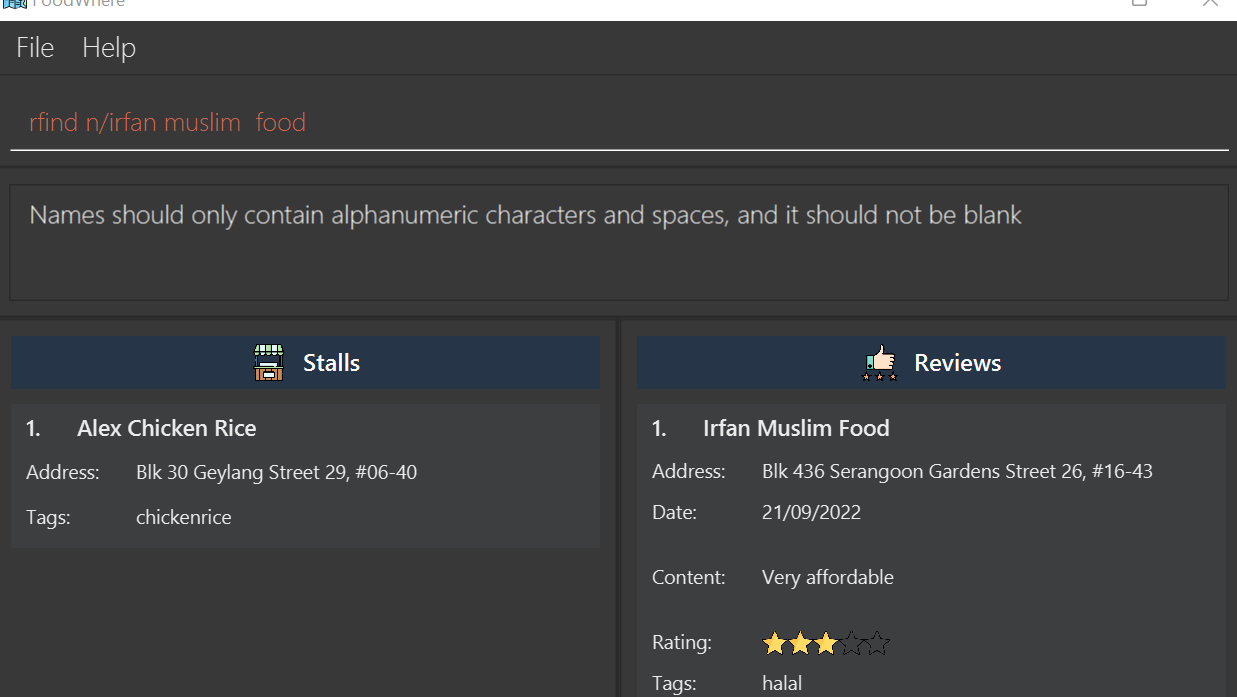 FoodWhere
File Help
rfind n/irfan muslim  food
Names should only contain alphanumeric characters and spaces, and it should not be blank
Stalls
1. Alex Chicken Rice
Address: Blk 30 Geylang Street 29, #06-40
Tags: chickenrice
Reviews
1. Irfan Muslim Food
Address: Blk 436 Serangoon Gardens Street 26, #16-43
Date: 21/09/2022
Content: Very affordable
Rating:
Tags: halal